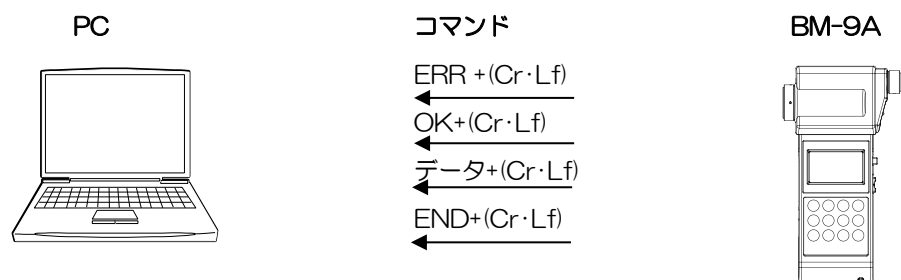 PC
コマンド
BM-9A
ERR +(Cr･Lf)
OK+(Cr･Lf)
データ+(Cr･Lf)
END+(Cr･Lf)